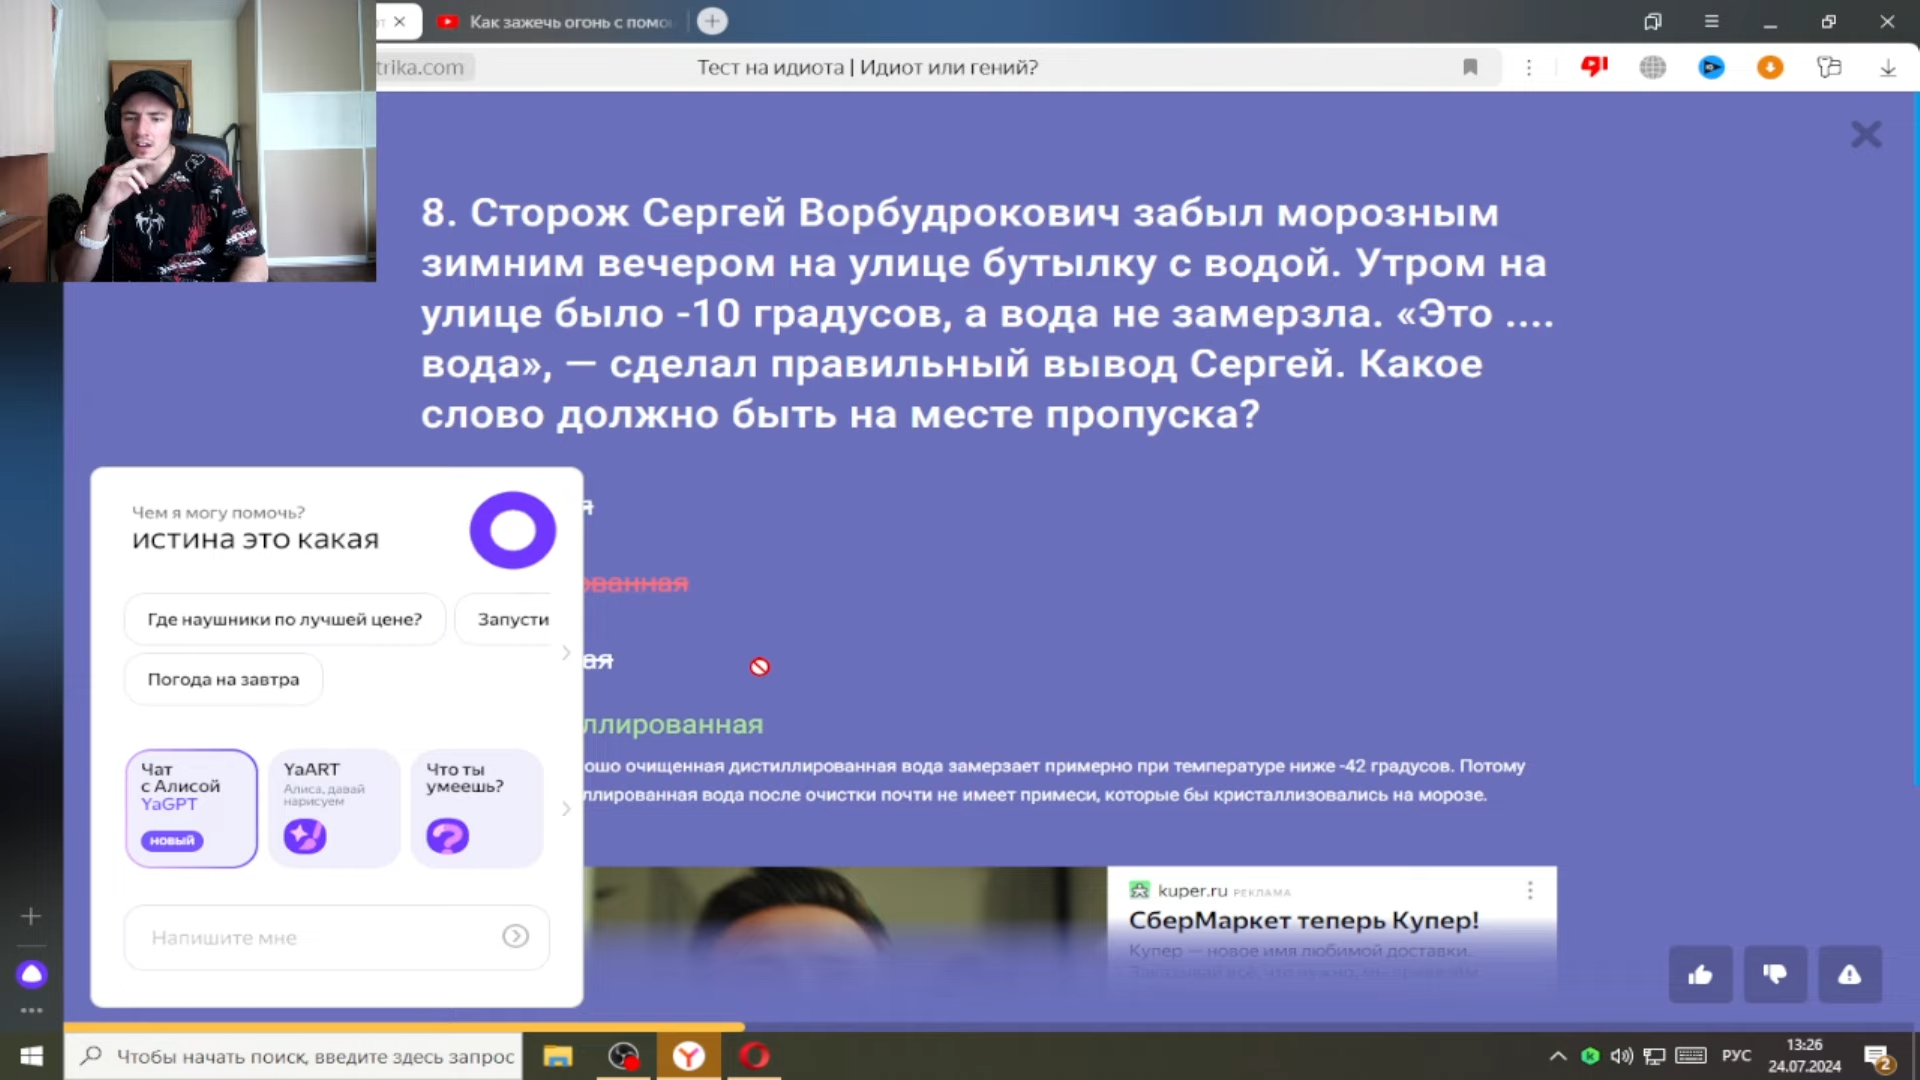 Как зажечь огонь с помо
trika.com
Тест на идиота | Идиот или гений?
8. Сторож Сергей Ворбудрокович забыл морозным
зимним вечером на улице бутылку с водой. Утром на
улице было -10 градусов, а вода не замерзла. «Это ....
вода», — сделал правильный вывод Сергей. Какое
слово должно быть на месте пропуска?
я
ованная
ая
ллированная
ошо очищенная дистиллированная вода замерзает примерно при температуре ниже -42 градусов. Потому
ллированная вода после очистки почти не имеет примеси, которые бы кристаллизовались на морозе.
Чем я могу помочь?
истина это какая
Где наушники по лучшей цене?
Запусти
Погода на завтра
Чат
с Алисой
YaGPT
новый
YaART
Алиса, давай
нарисуем
Что ты
умеешь?
Напишите мне
kuper.ru РЕКЛАМА
СберМаркет теперь Купер!
Купер — новое имя любимой доставки.
Чтобы начать поиск, введите здесь запрос
РУС
13:26
24.07.2024
2